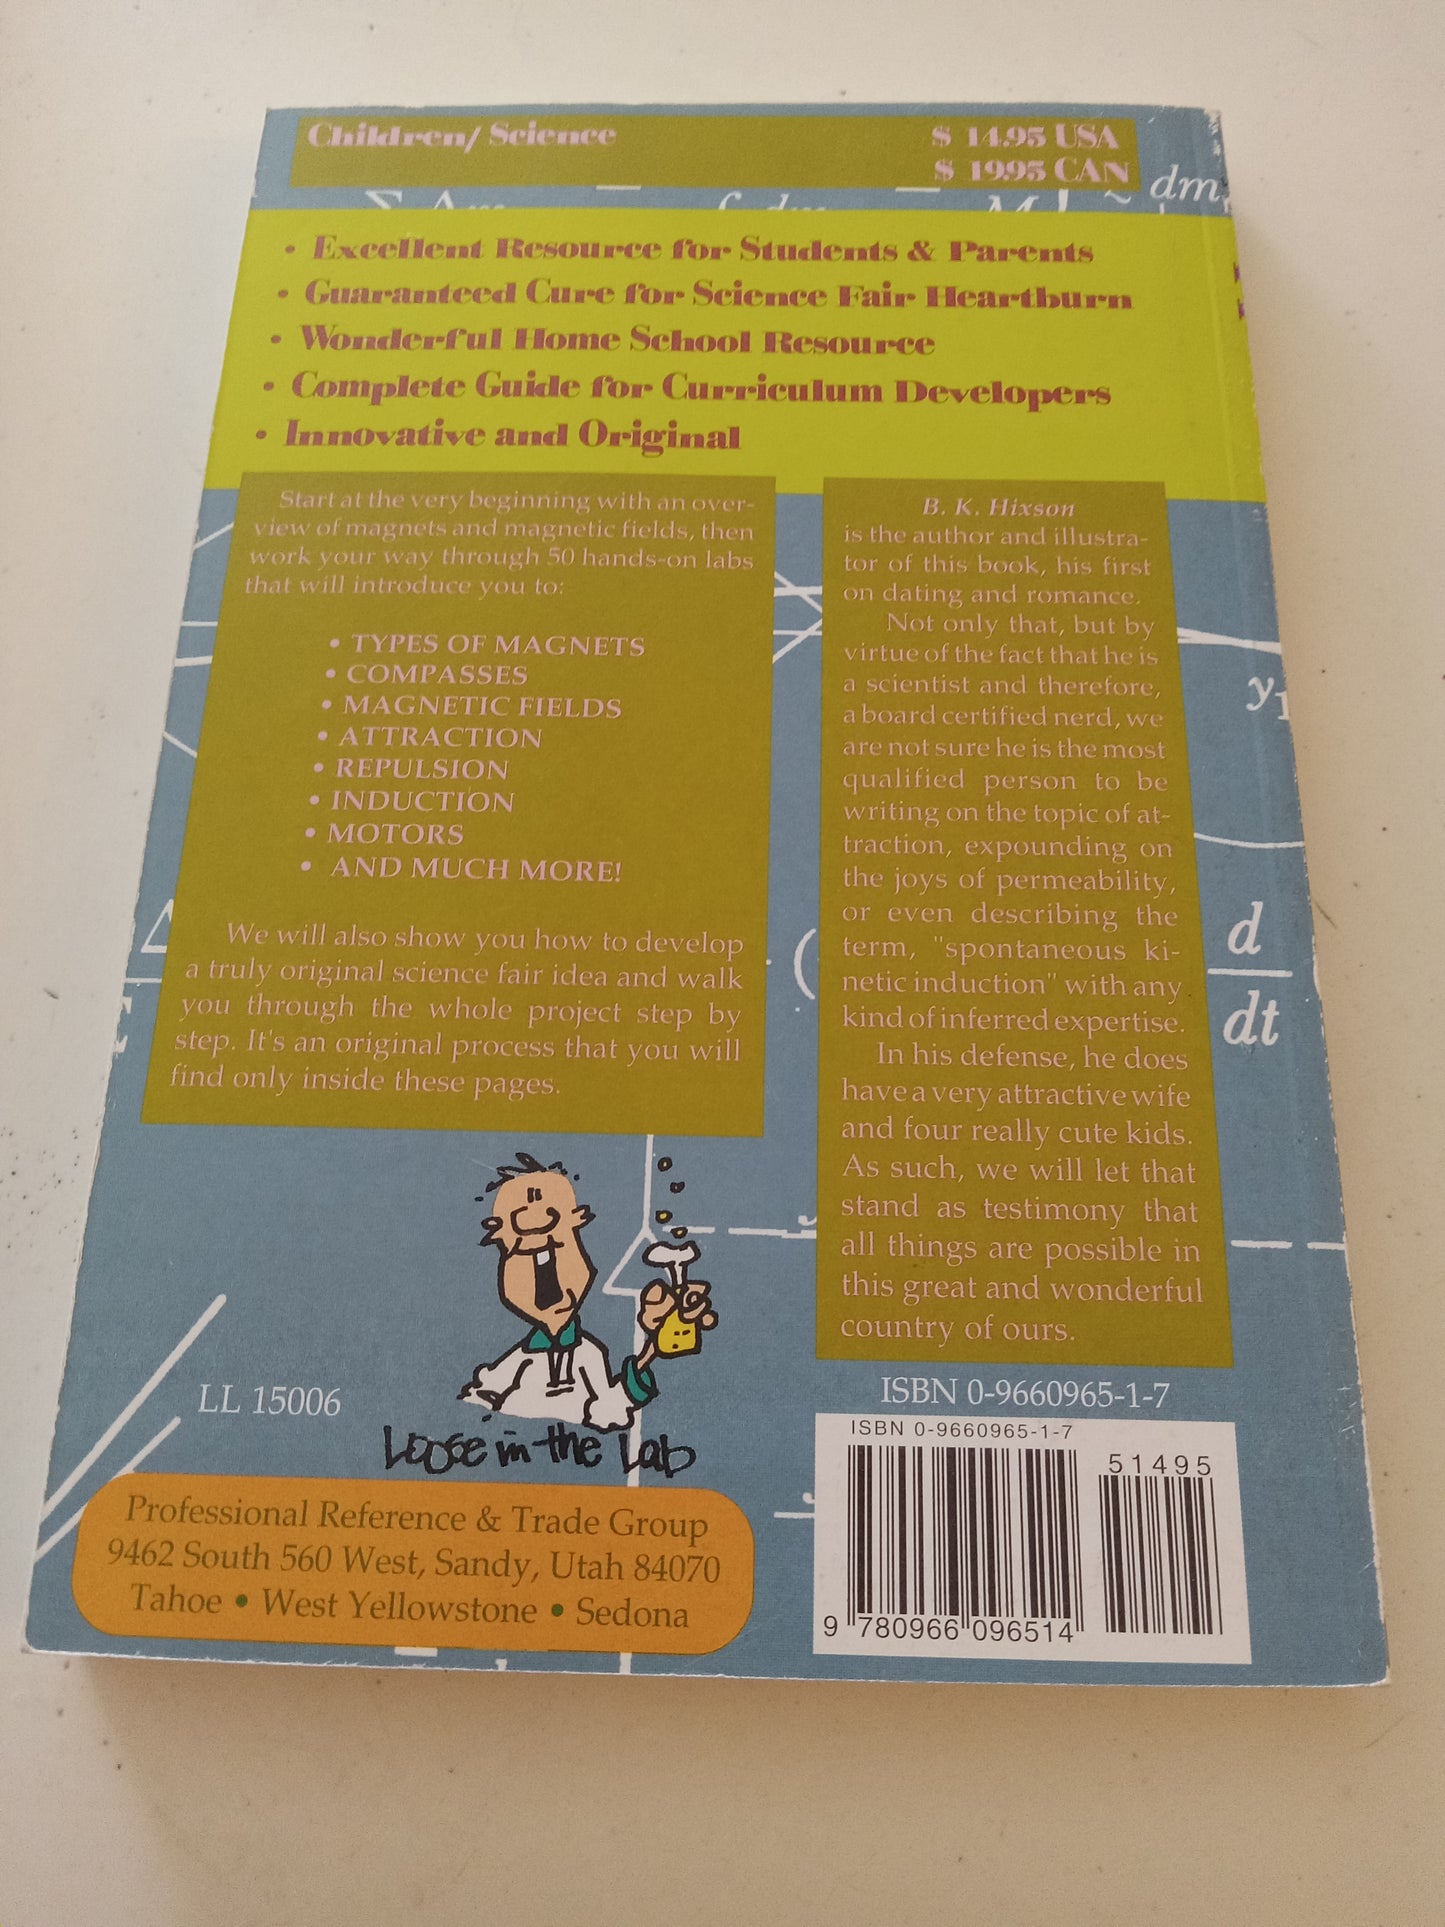 Children/ Science
$ 14.95 USA
$ 19.95 CAN
dm
• Excellent Resource for Students & Parents
• Guaranteed Cure for Science Fair Heartburn
• Wonderful Home School Resource
• Complete Guide for Curriculum Developers
• Innovative and Original
Start at the very beginning with an over-
view of magnets and magnetic fields, then
work your way through 50 hands-on labs
that will introduce you to:
• TYPES OF MAGNETS
• COMPASSES
• MAGNETIC FIELDS
• ATTRACTION
• REPULSION
• INDUCTION
• MOTORS
• AND MUCH MORE!
We will also show you how to develop
a truly original science fair idea and walk
you through the whole project step by
step. It's an original process that you will
find only inside these pages.
B. K. Hixson
is the author and illustra-
tor of this book, his first
on dating and romance.
Not only that, but by
virtue of the fact that he is
a scientist and therefore,
a board certified nerd, we
are not sure he is the most
qualified person to be
writing on the topic of at-
traction, expounding on
the joys of permeability,
or even describing the
term, "spontaneous ki-
netic induction" with any
kind of inferred expertise.
In his defense, he does
have a very attractive wife
and four really cute kids.
As such, we will let that
stand as testimony that
all things are possible in
this great and wonderful
country of ours.
y1
d
dt
LL 15006
Loose in the Lab
Professional Reference & Trade Group
9462 South 560 West, Sandy, Utah 84070
Tahoe • West Yellowstone • Sedona
ISBN 0-9660965-1-7
ISBN 0-9660965-1-7
51495
9 780966 096514